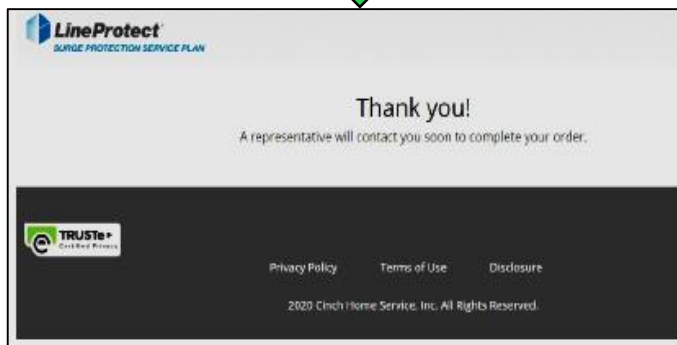 LineProtect
SURGE PROTECTION SERVICE PLAN
Thank you!
A representative will contact you soon to complete your order.
TRUSTe
Certified Privacy
Privacy Policy Terms of Use Disclosure
2020 Cinch Home Service, Inc. All Rights Reserved.